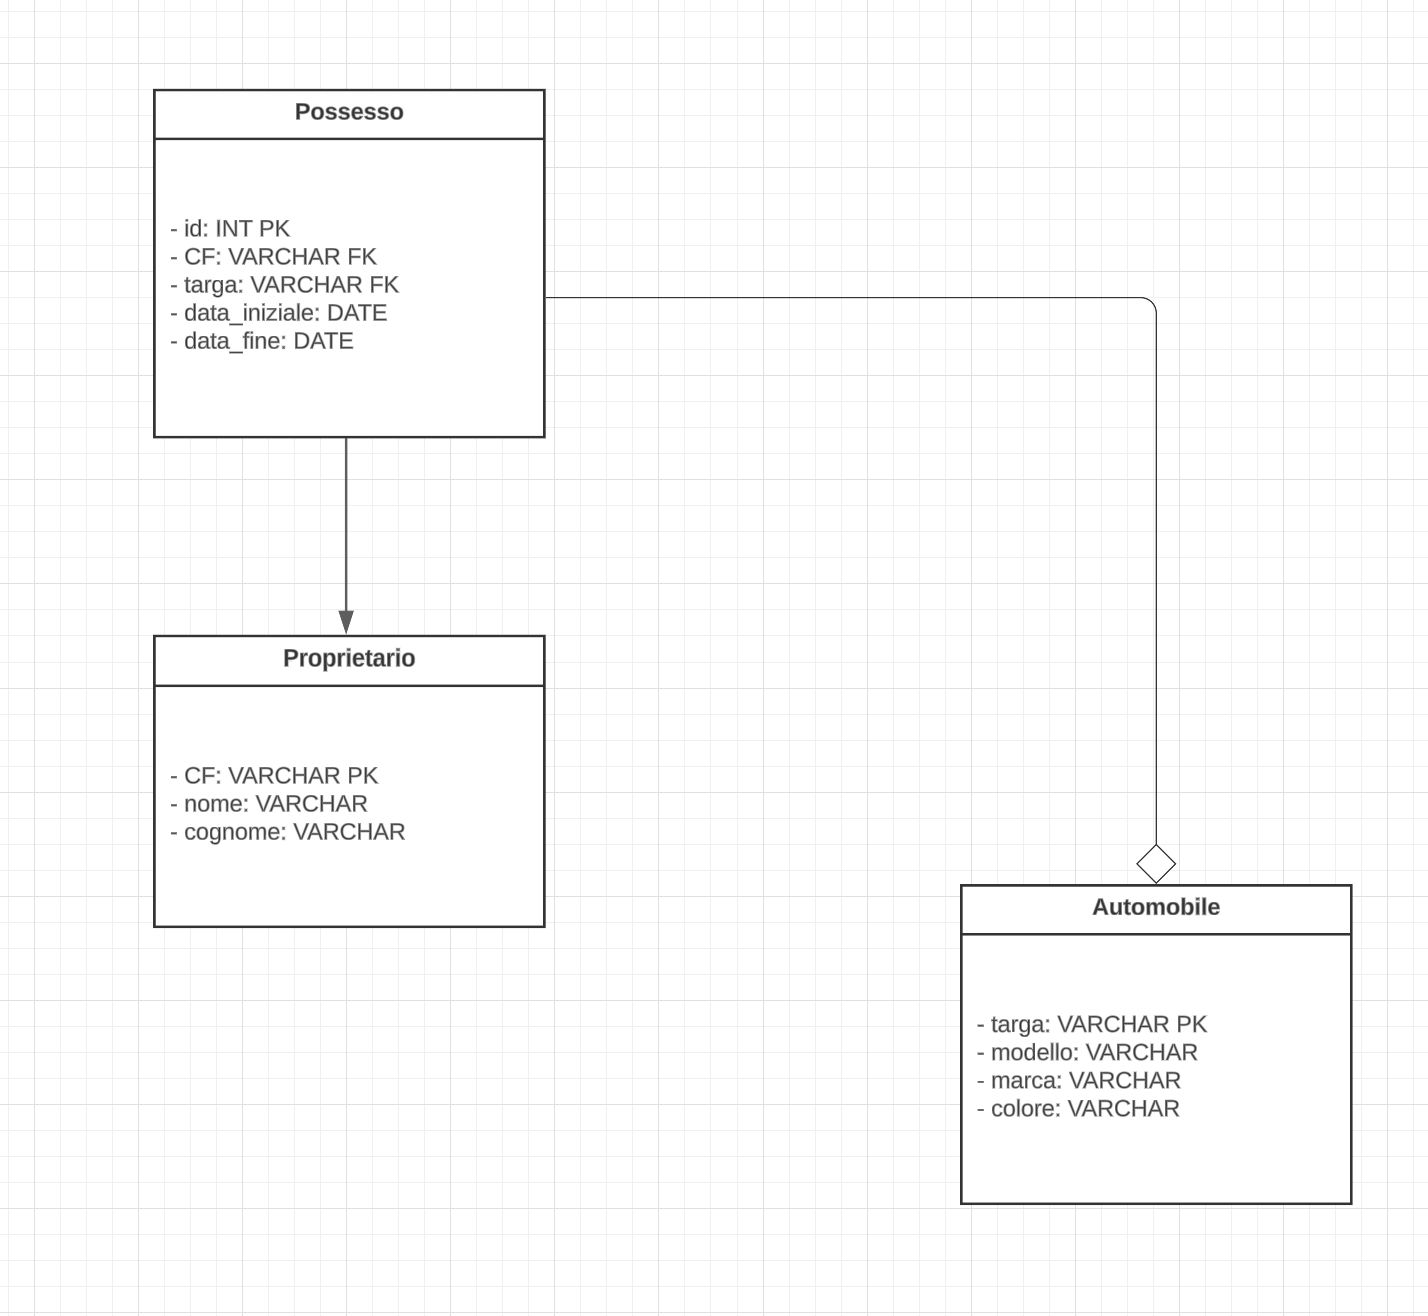 Possesso
- id: INT PK
- CF: VARCHAR FK
- targa: VARCHAR FK
- data_iniziale: DATE
- data_fine: DATE
Proprietario
- CF: VARCHAR PK
- nome: VARCHAR
- cognome: VARCHAR
Automobile
- targa: VARCHAR PK
- modello: VARCHAR
- marca: VARCHAR
- colore: VARCHAR